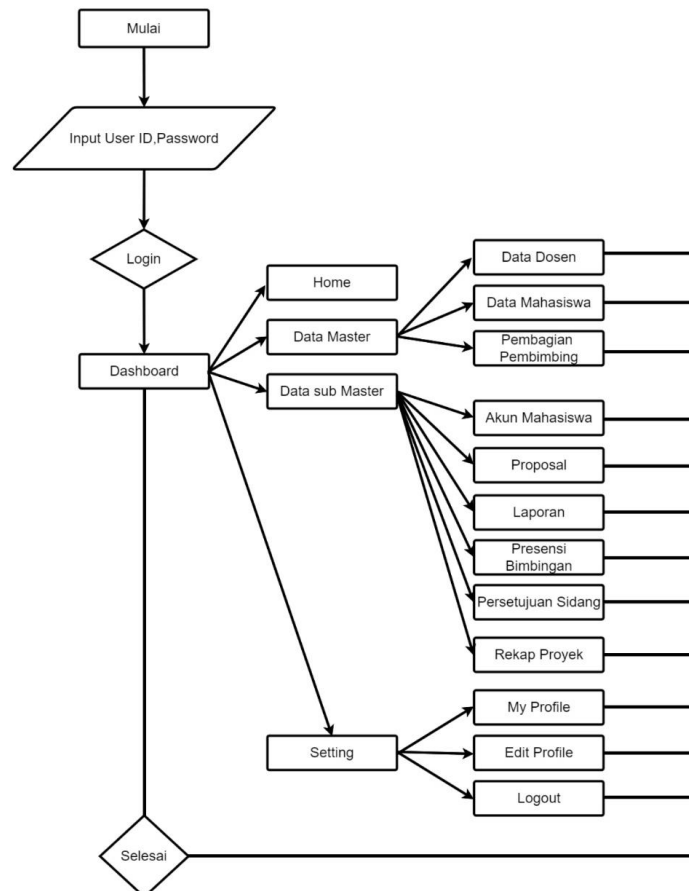 Mulai
Input User ID,Password
Login
Dashboard
Home
Data Master
Data sub Master
Data Dosen
Data Mahasiswa
Pembagian
Pembimbing
Akun Mahasiswa
Proposal
Laporan
Presensi
Bimbingan
Persetujuan Sidang
Rekap Proyek
Setting
My Profile
Edit Profile
Logout
Selesai